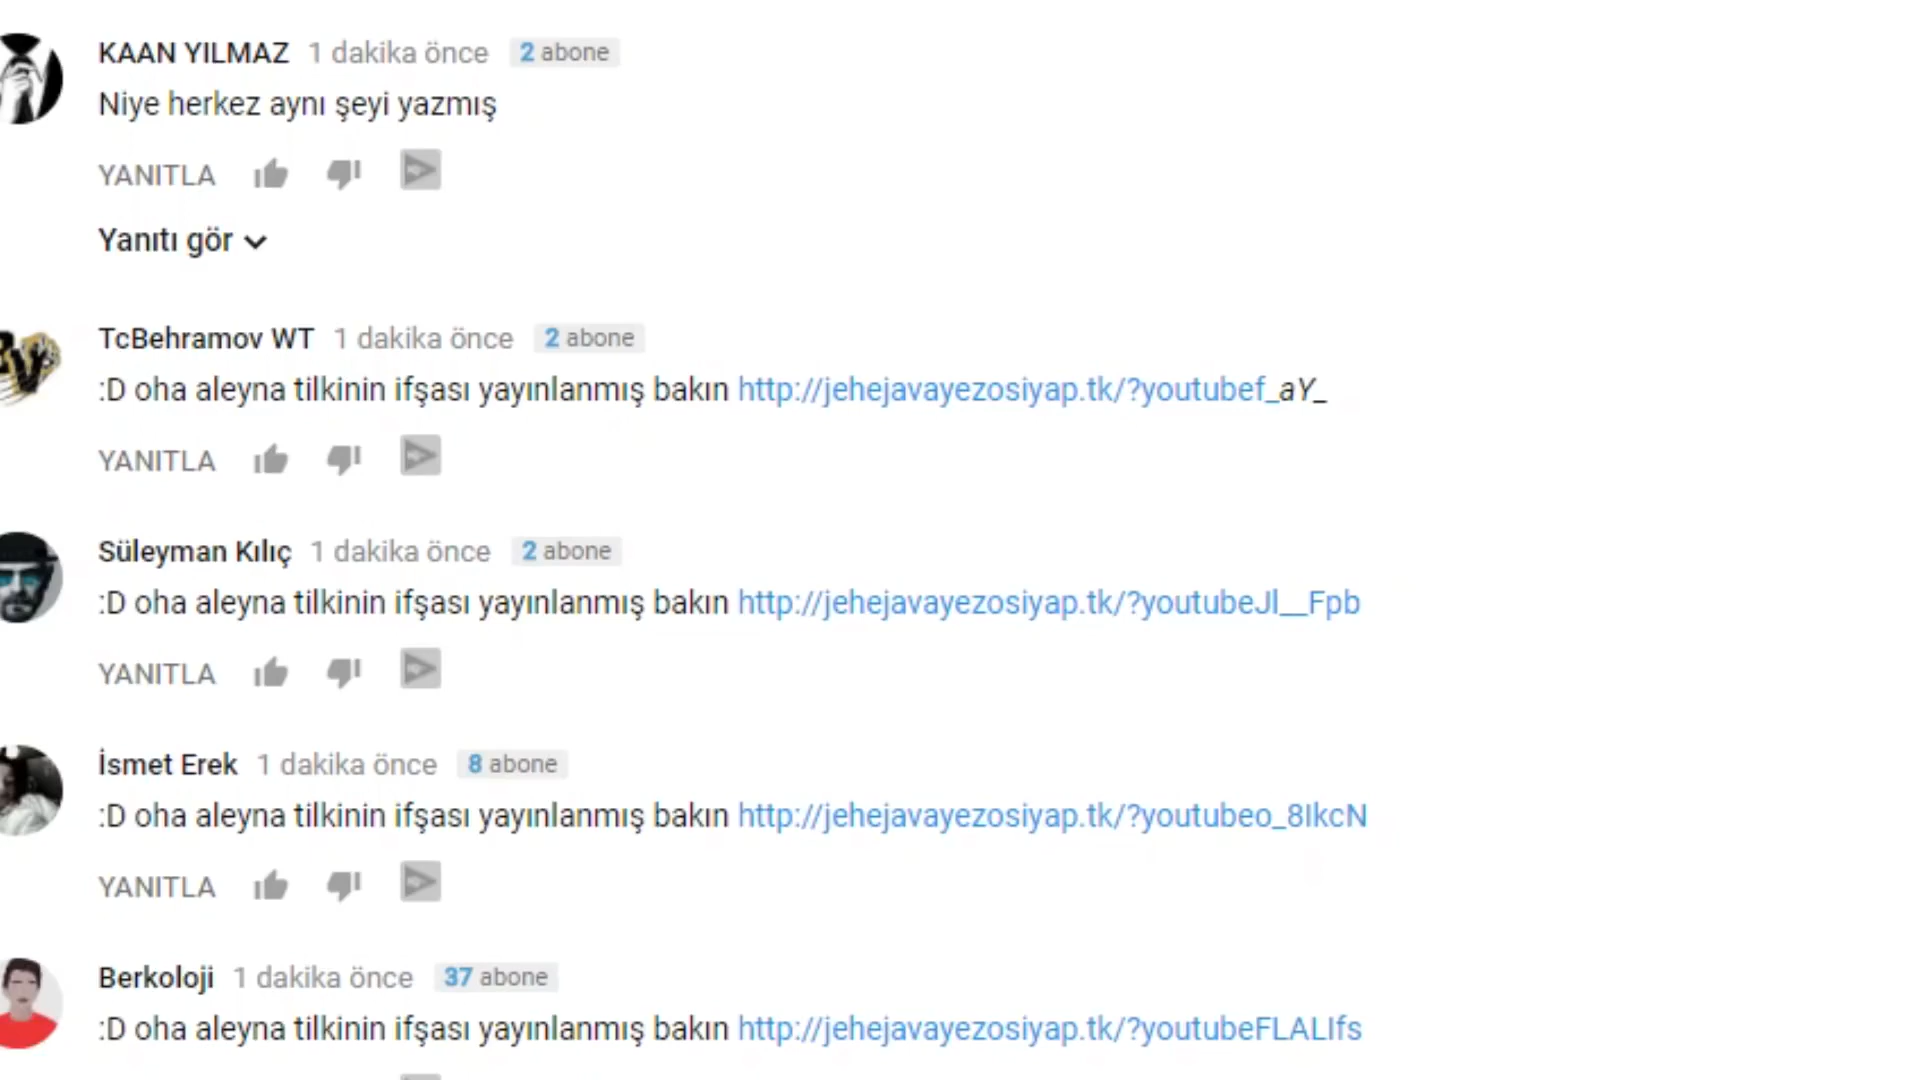 KAAN YILMAZ 1 dakika önce 2 abone
Niye herkez aynı şeyi yazmış
YANITLA
Yanıtı gör
TcBehramov WT 1 dakika önce 2 abone
:D oha aleyna tilkinin ifşası yayınlanmış bakın http://jehejavayezosiyap.tk/?youtubef_aY_
YANITLA
Süleyman Kılıç 1 dakika önce 2 abone
:D oha aleyna tilkinin ifşası yayınlanmış bakın http://jehejavayezosiyap.tk/?youtubeJl__Fpb
YANITLA
İsmet Erek 1 dakika önce 8 abone
:D oha aleyna tilkinin ifşası yayınlanmış bakın http://jehejavayezosiyap.tk/?youtubeo_8IkcN
YANITLA
Berkoloji 1 dakika önce 37 abone
:D oha aleyna tilkinin ifşası yayınlanmış bakın http://jehejavayezosiyap.tk/?youtubeFLALIfs